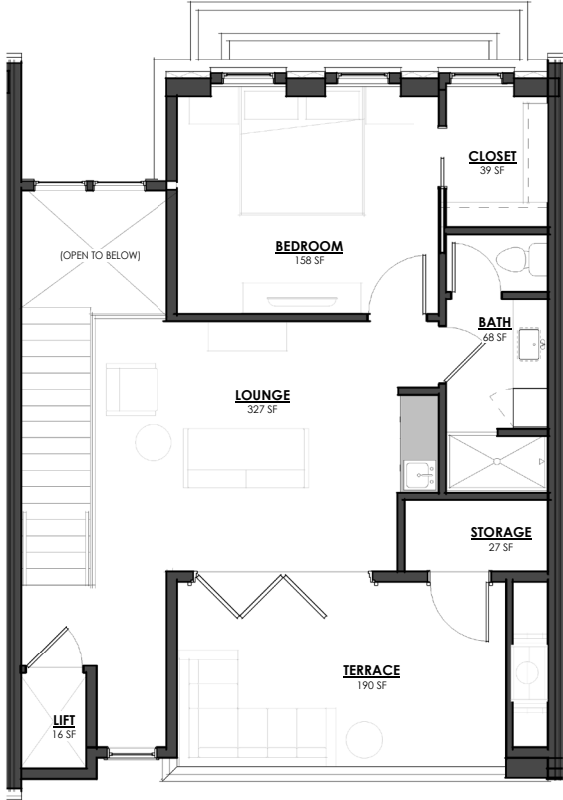 CLOSET
39 SF
(OPEN TO BELOW)
BEDROOM
158 SF
BATH
68 SF
LOUNGE
327 SF
STORAGE
27 SF
TERRACE
190 SF
LIFT
16 SF